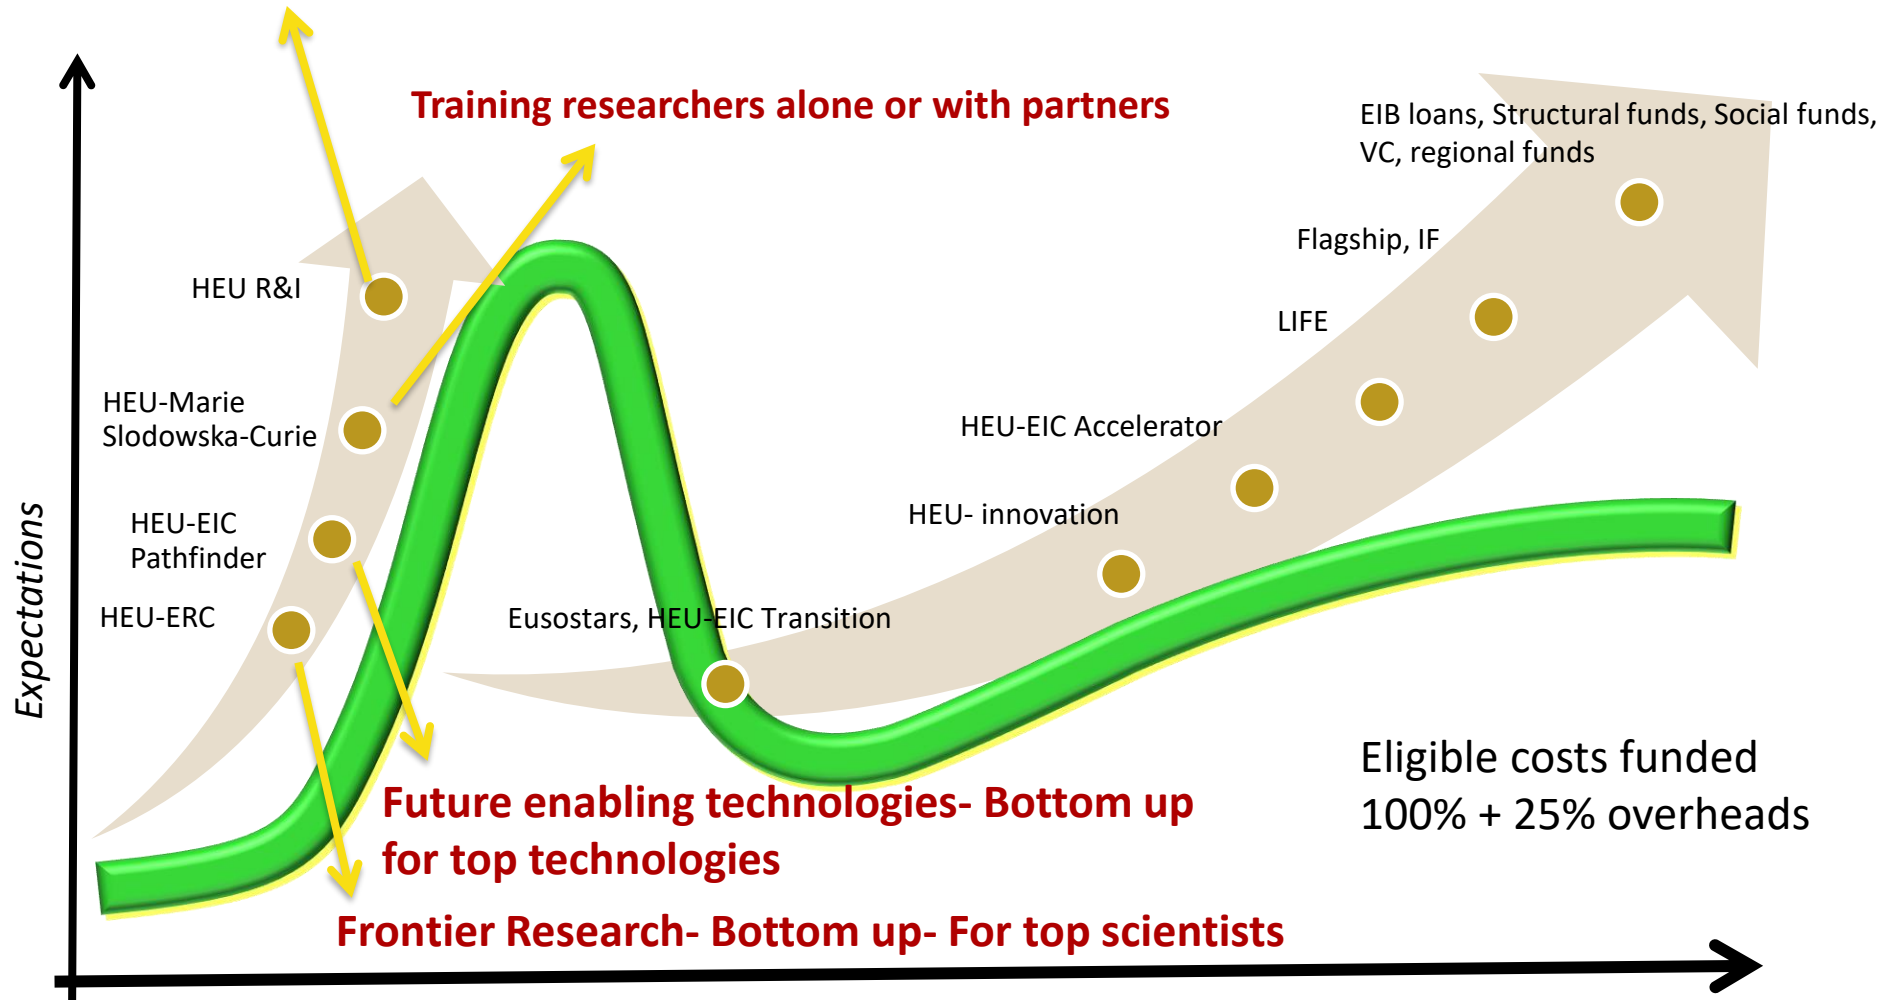 Training researchers alone or with partners
EIB loans, Structural funds, Social funds,
VC, regional funds
Flagship, IF
HEU R&I
LIFE
HEU-Marie
Slodowska-Curie
HEU-EIC Accelerator
HEU- innovation
HEU-EIC
Pathfinder
HEU-ERC
Eusostars, HEU-EIC Transition
Expectations
Eligible costs funded
100% + 25% overheads
Future enabling technologies- Bottom up
for top technologies
Frontier Research- Bottom up- For top scientists